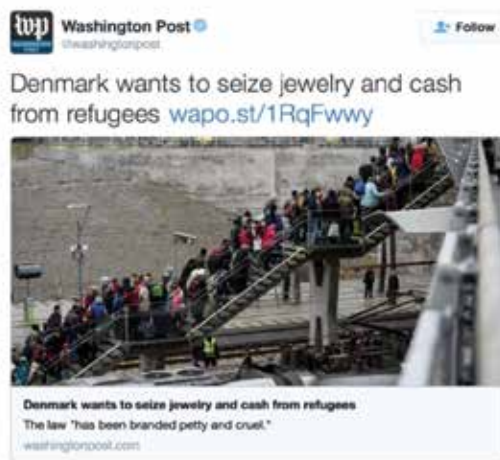 wp
Washington Post
@washingtonpost
Follow
Denmark wants to seize jewelry and cash
from refugees wapo.st/1RqFwwy
Denmark wants to seize jewelry and cash from refugees
The law "has been branded petty and cruel."
washingtonpost.com